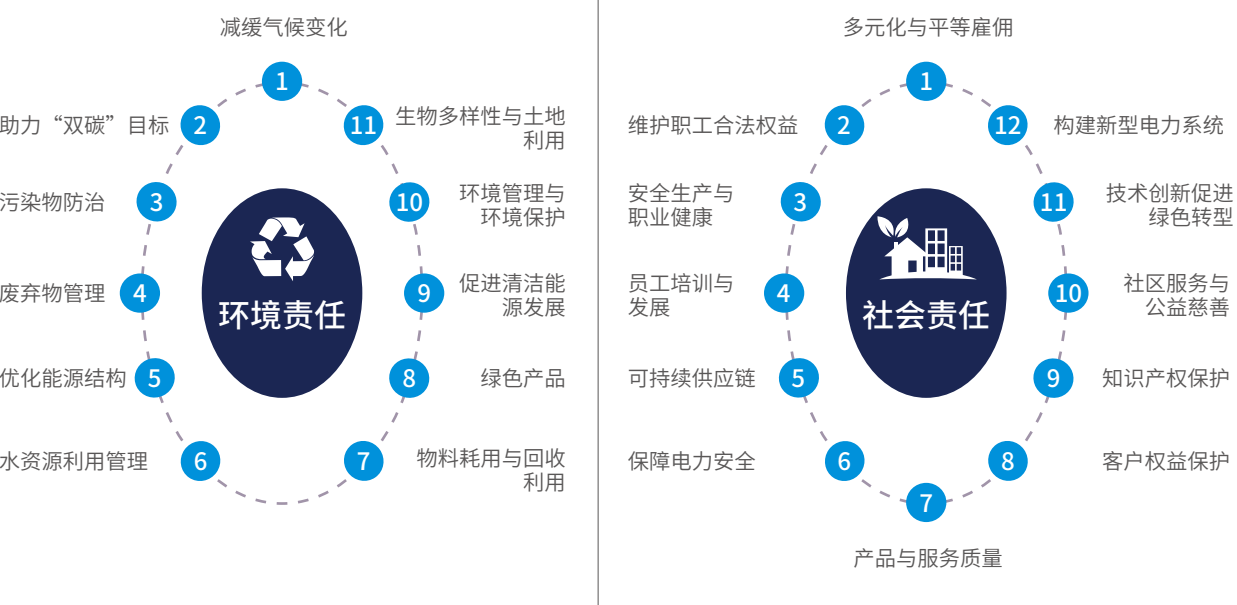 减缓气候变化
1
助力“双碳”目标
2
11
生物多样性与土地
利用
污染物防治
3
10
环境管理与
环境保护
废弃物管理
4
环境责任
9
促进清洁能
源发展
优化能源结构
5
8
绿色产品
水资源利用管理
6
7
物料耗用与回收
利用
多元化与平等雇佣
1
维护职工合法权益
2
12
构建新型电力系统
安全生产与
职业健康
3
11
技术创新促进
绿色转型
员工培训与
发展
4
社会责任
10
社区服务与
公益慈善
可持续供应链
5
9
知识产权保护
保障电力安全
6
8
客户权益保护
7
产品与服务质量